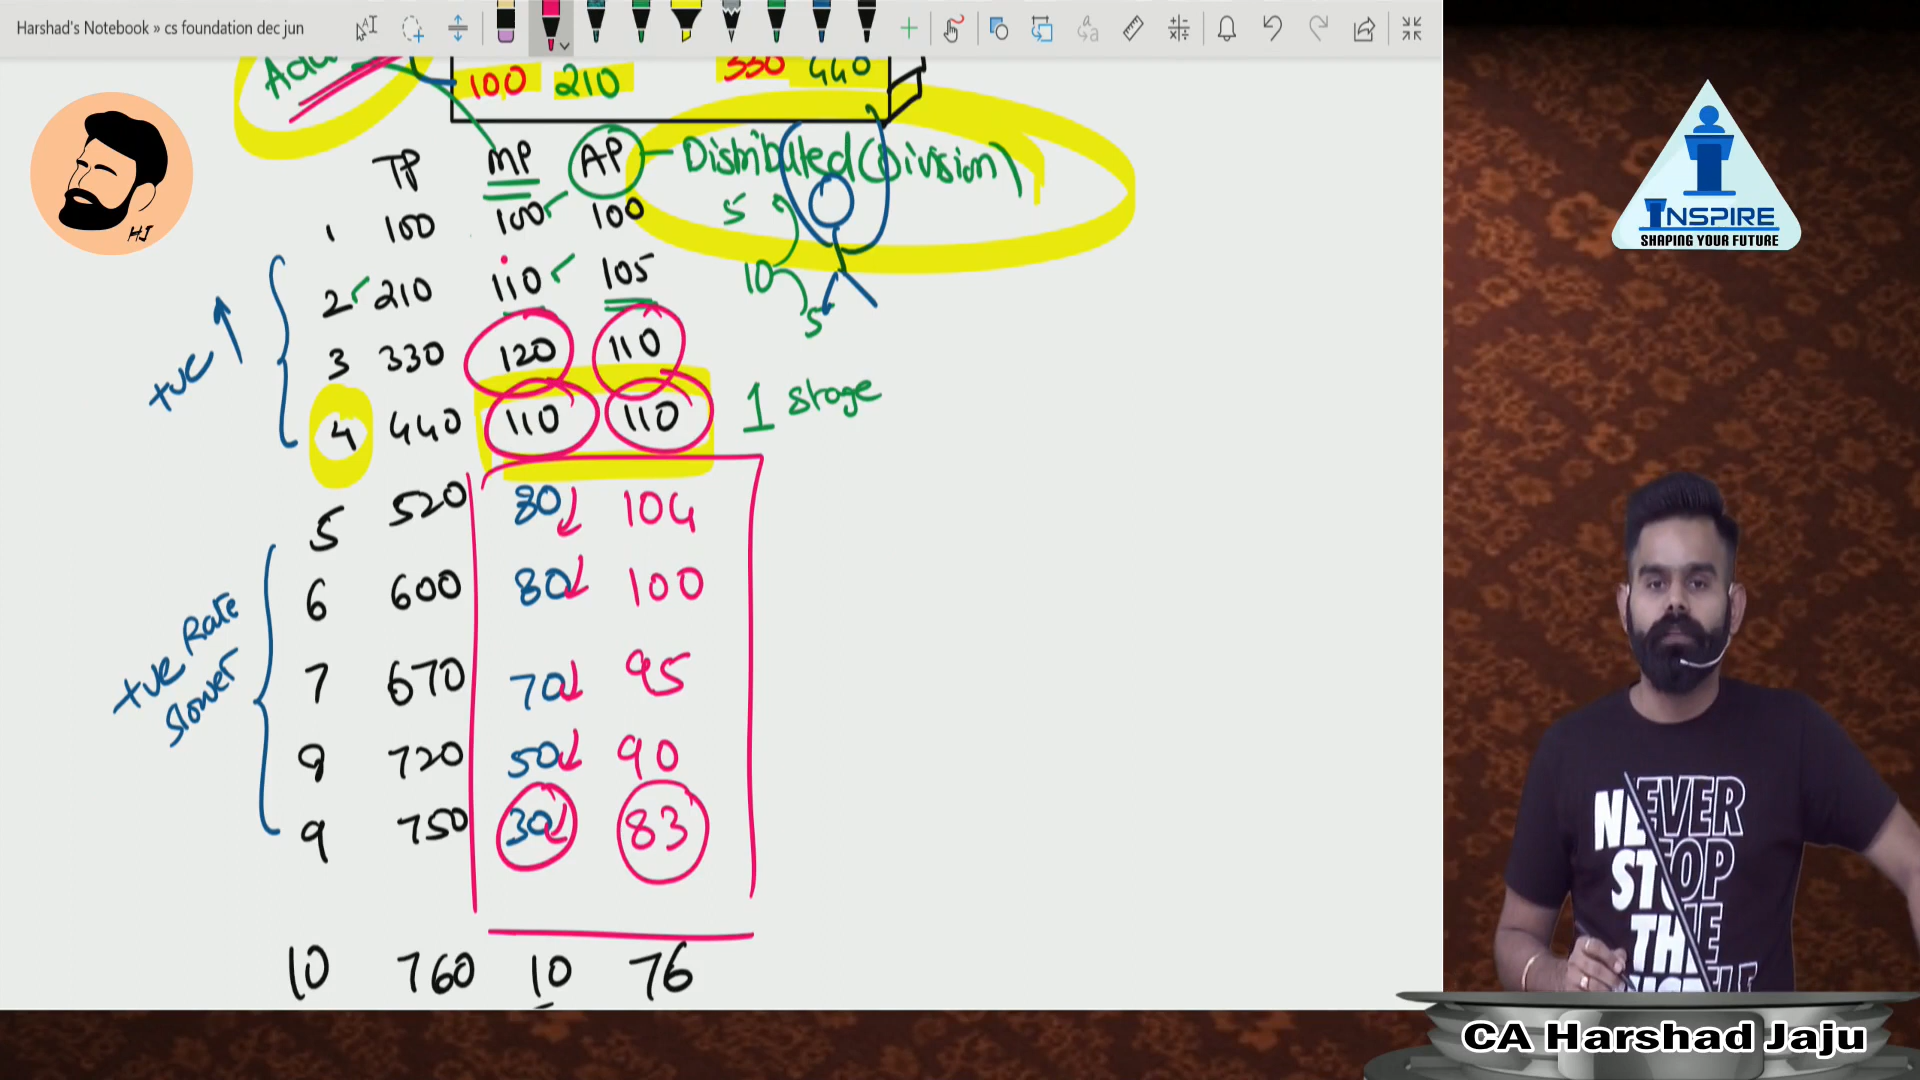 Harshad's Notebook » cs foundation dec jun
Add
100 210 330 440
TP MP AP — Distributed (Division)
1 100 100 100 5
2 210 110 105 10
5
3 330 120 110
+ve
4 440 110 110 1 stage
5 520 80 104
6 600 80 100
+ve Rate slower
7 670 70 95
9 720 50 90
9 750 30 83
10 760 10 76
HJ
INSPIRE
SHAPING YOUR FUTURE
NEVER
STOP
THE
CA Harshad Jaju